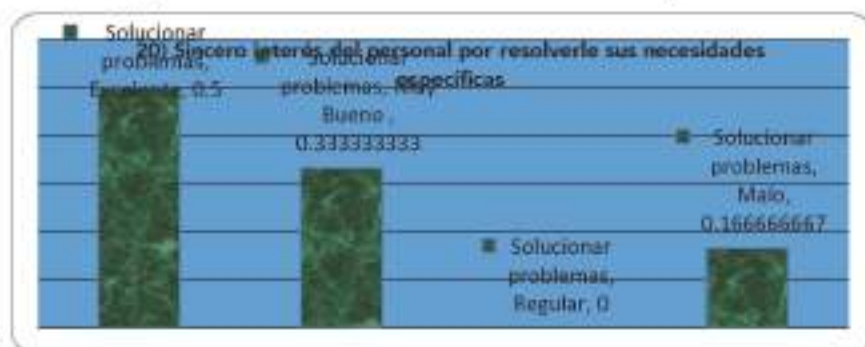 20) Sincero interés del personal por resolverle sus necesidades
específicas
Solucionar
problemas,
Excelente, 0.5
Solucionar
problemas, Muy
Bueno ,
0.333333333
Solucionar
problemas,
Regular, 0
Solucionar
problemas,
Malo,
0.166666667